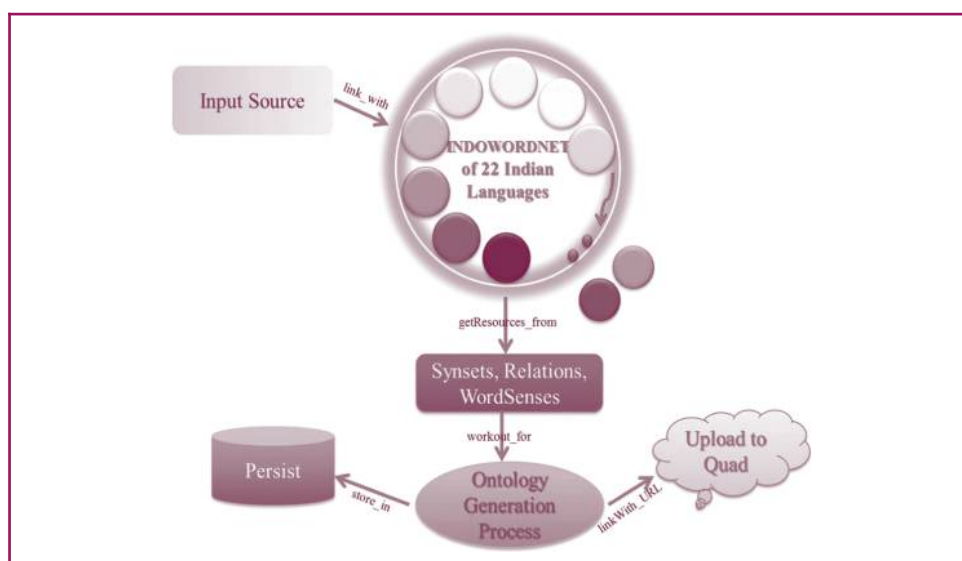 Input Source
link_with
INDOWORDNET
of 22 Indian
Languages
getResources_from
Synsets, Relations,
WordSenses
workout_for
Persist
store_in
Ontology
Generation
Process
linkWith_URL
Upload to
Quad